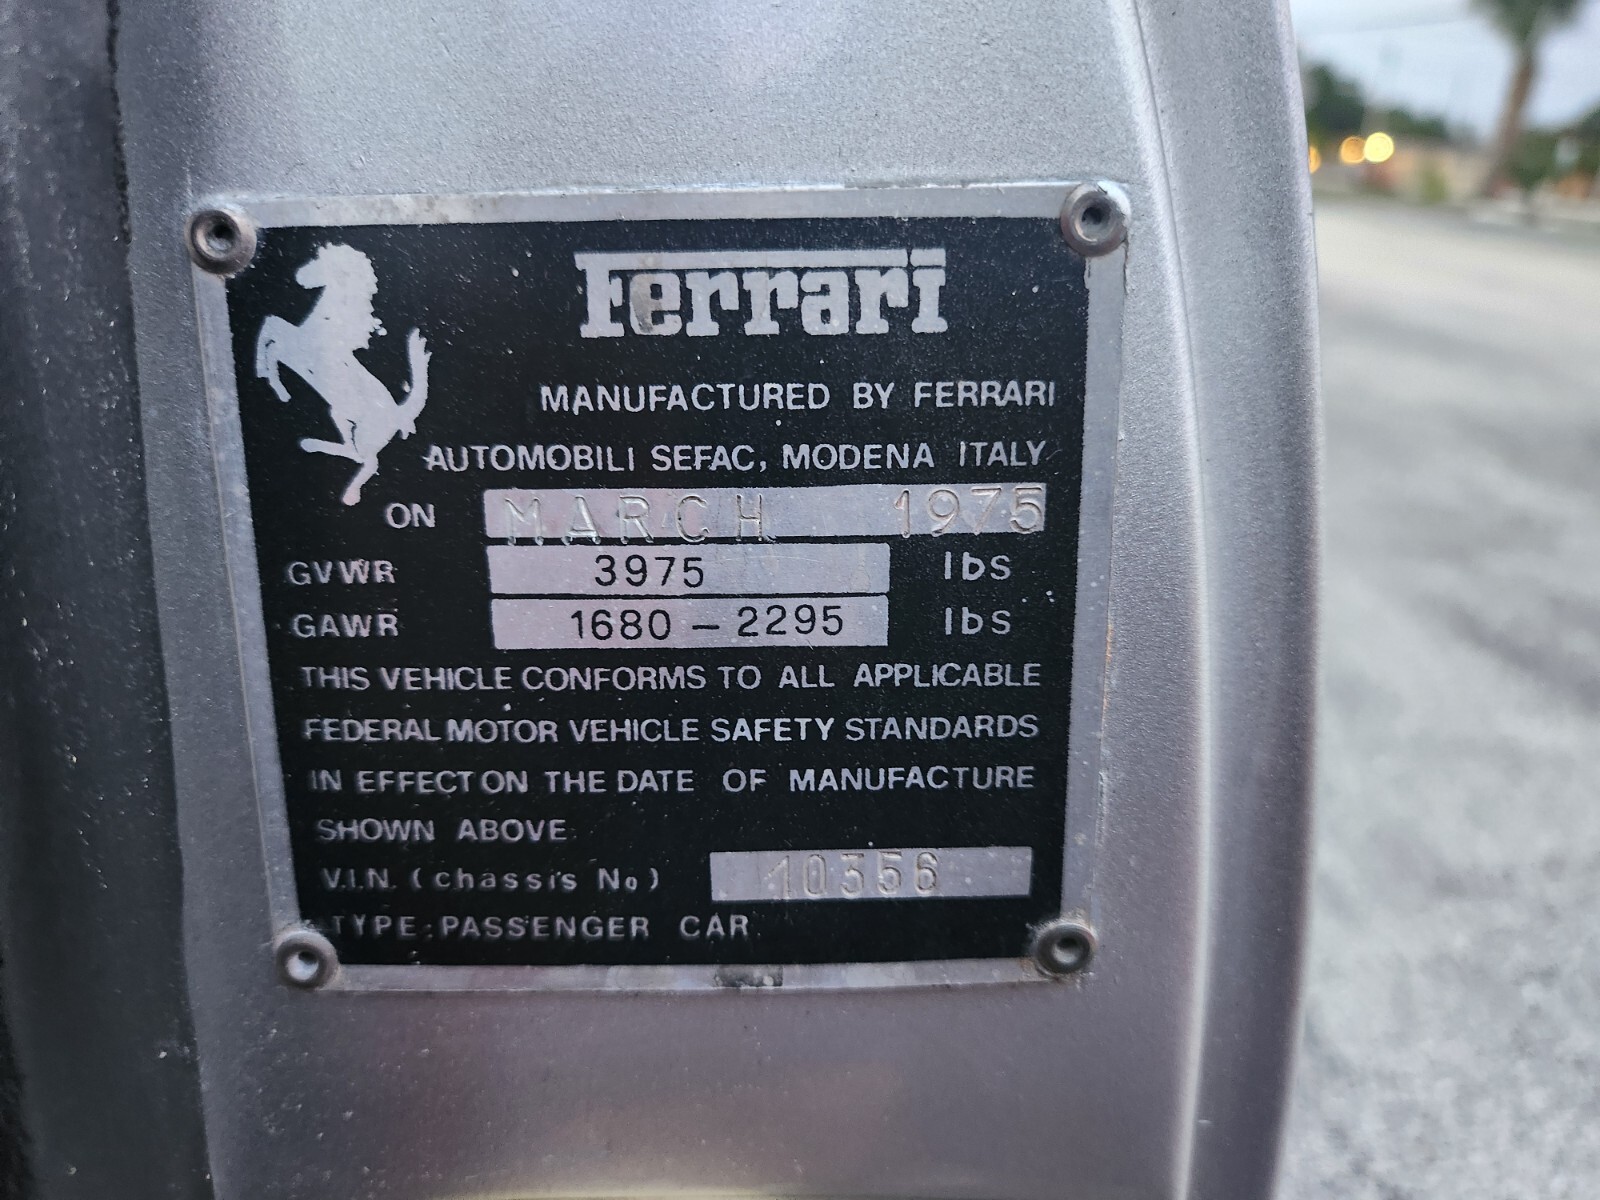 Ferrari
MANUFACTURED BY FERRARI
AUTOMOBILI SEFAC, MODENA ITALY
ON MARCH 1975
GVWR 3975 lbs
GAWR 1680 - 2295 lbs
THIS VEHICLE CONFORMS TO ALL APPLICABLE
FEDERAL MOTOR VEHICLE SAFETY STANDARDS
IN EFFECT ON THE DATE OF MANUFACTURE
SHOWN ABOVE
V.I.N. (chassis No) 10356
TYPE: PASSENGER CAR